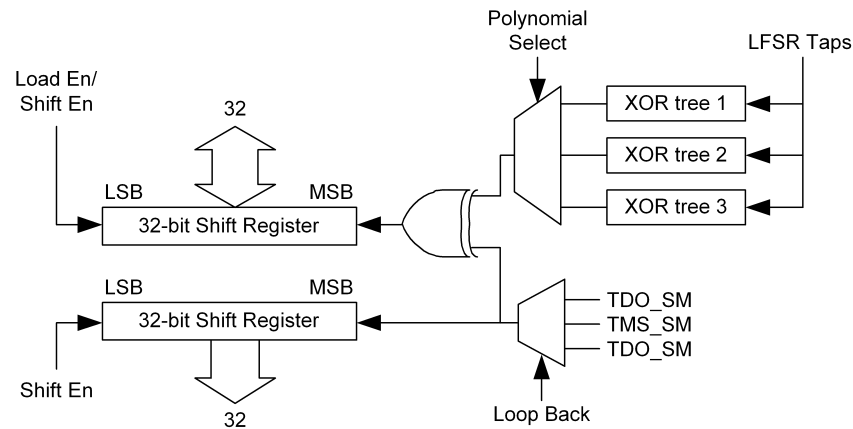 Polynomial
Select
LFSR Taps
Load En/
Shift En
32
XOR tree 1
XOR tree 2
XOR tree 3
LSB
MSB
32-bit Shift Register
LSB
MSB
32-bit Shift Register
TDO_SM
TMS_SM
TDO_SM
Shift En
32
Loop Back